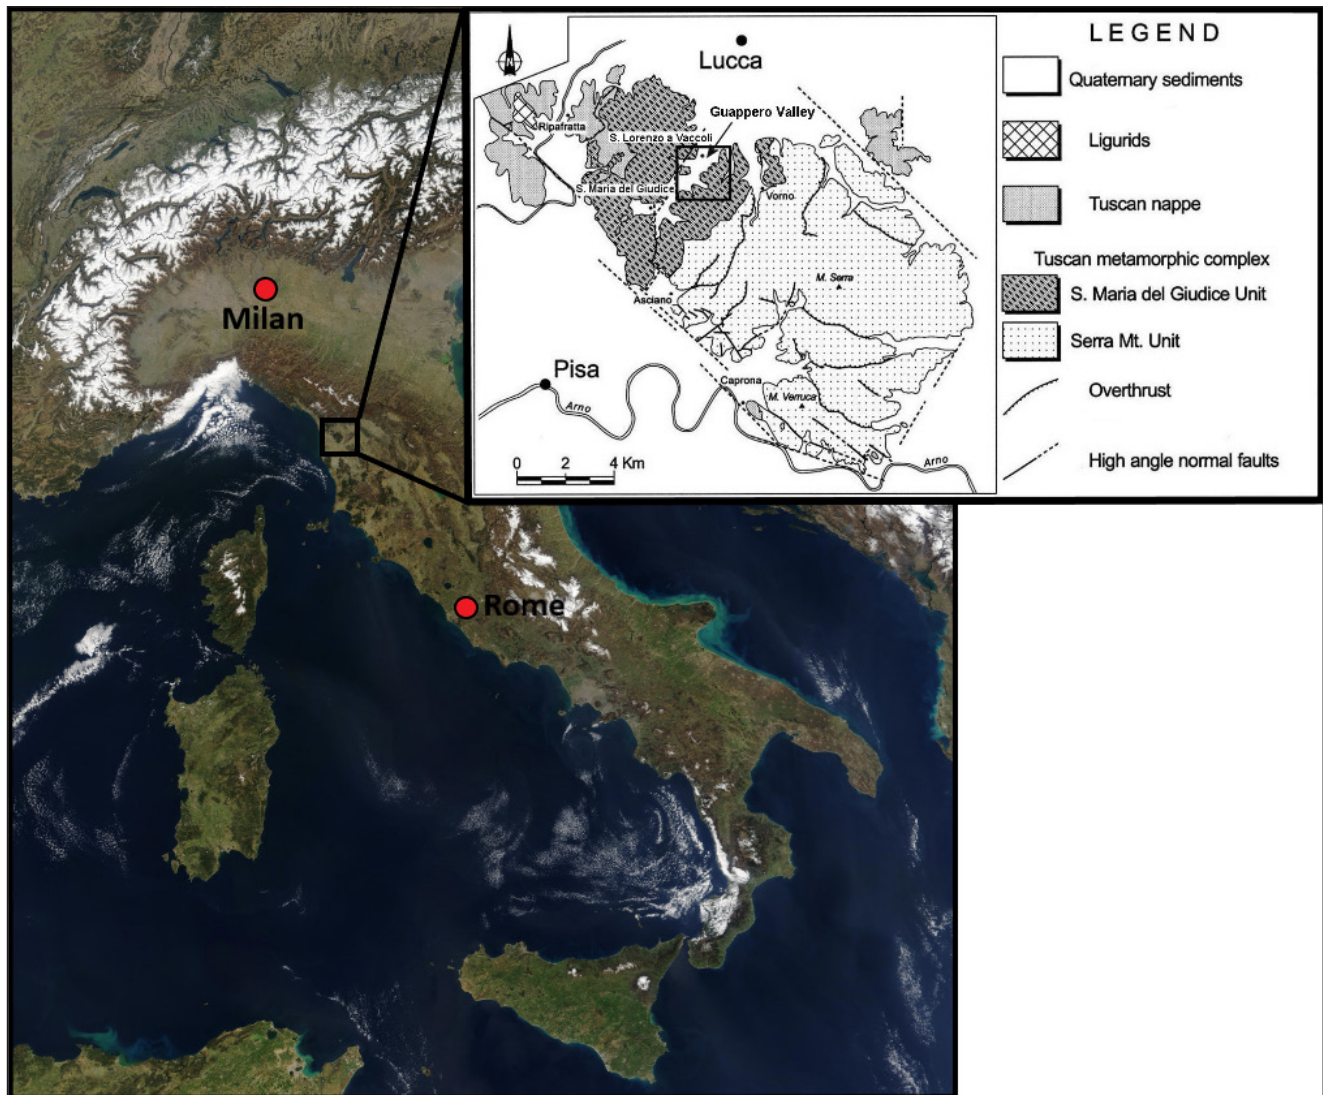 Milan
Rome
Lucca
Guappero Valley
Ripafratta
S. Lorenzo a Vaccoli
S. Maria del Giudice
Vorno
M. Serra
Asciano
Pisa
Caprona
M. Verruca
Arno
Arno
0 2 4 Km
LEGEND
Quaternary sediments
Ligurids
Tuscan nappe
Tuscan metamorphic complex
S. Maria del Giudice Unit
Serra Mt. Unit
Overthrust
High angle normal faults